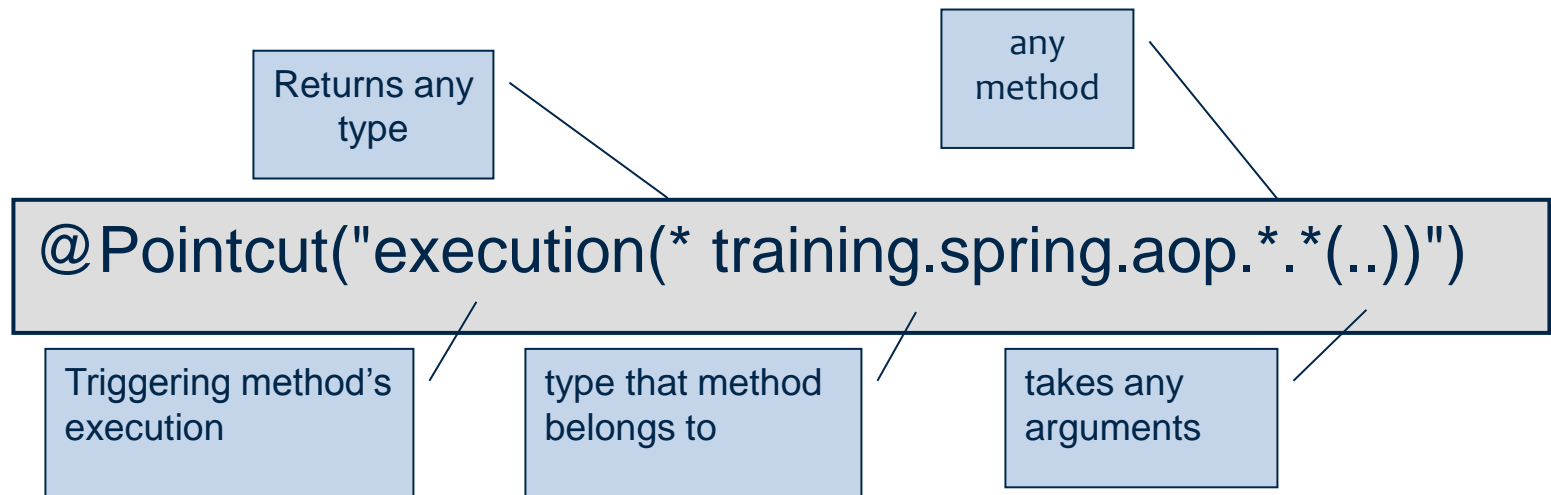 Returns any
type
any
method
@Pointcut("execution(* training.spring.aop.*.*(..))")
Triggering method’s
execution
type that method
belongs to
takes any
arguments